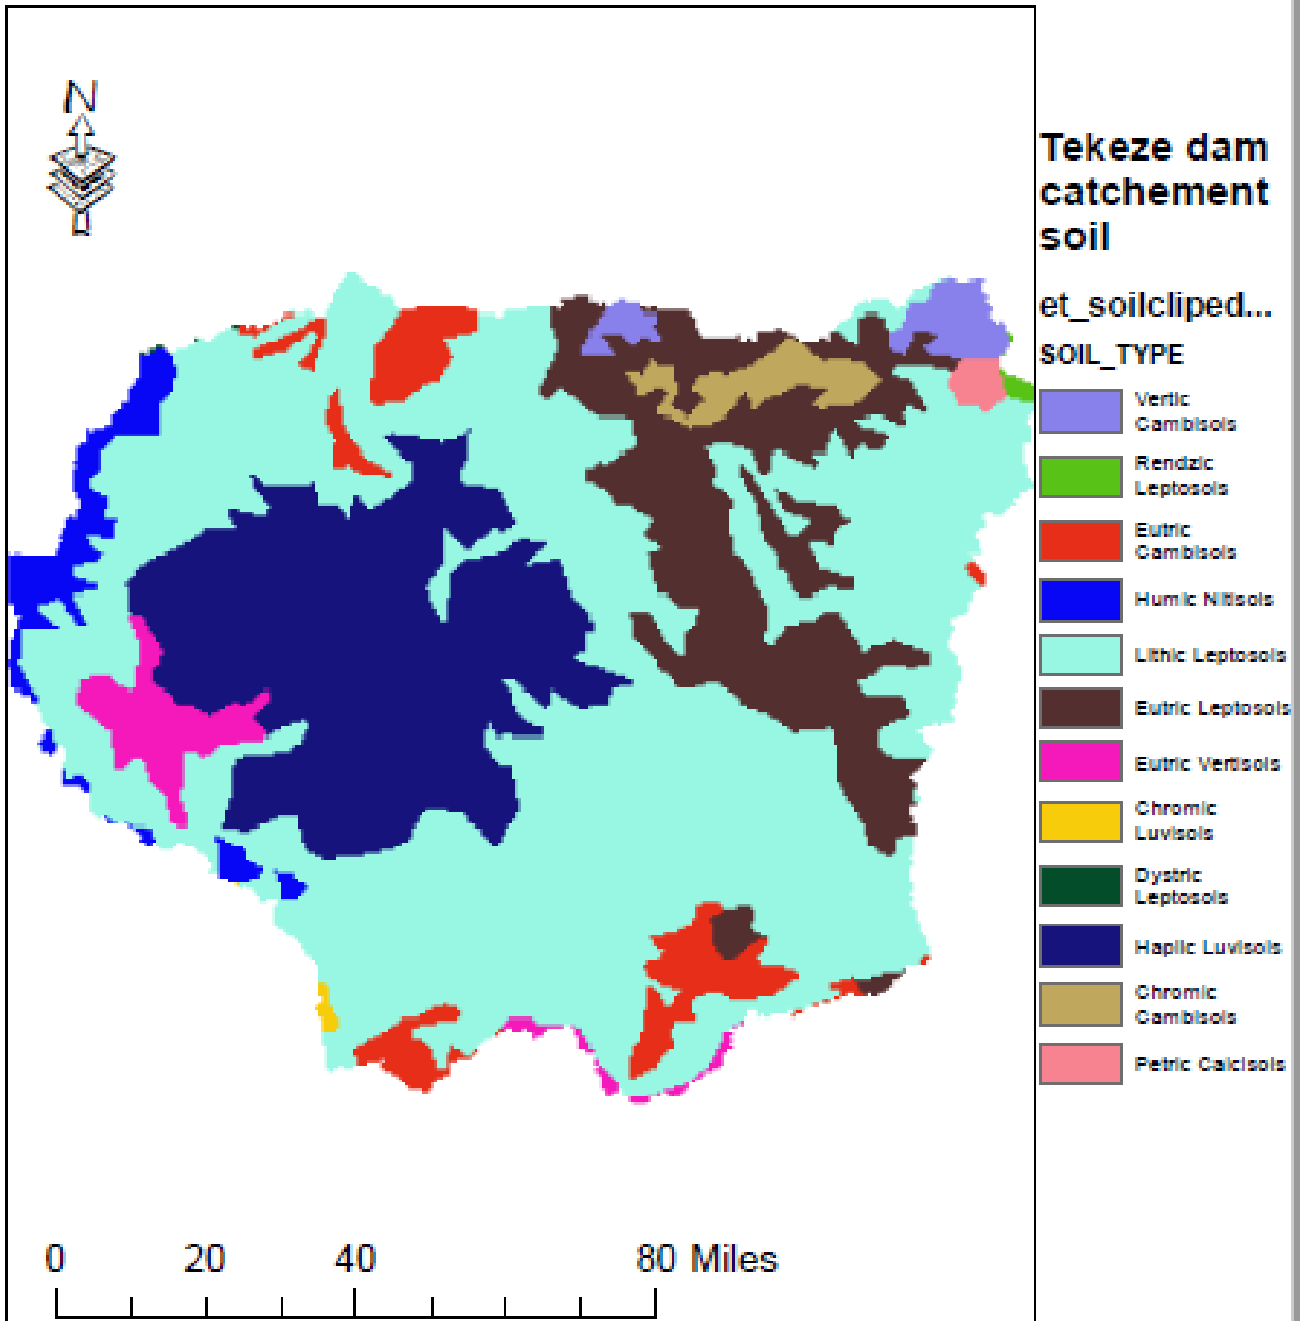 N
Tekeze dam
catchement
soil
et_soilcliped...
SOIL_TYPE
Vertic
Cambisols
Rendzic
Leptosols
Eutric
Cambisols
Humic Nitisols
Lithic Leptosols
Eutric Leptosols
Eutric Vertisols
Chromic
Luvisols
Dystric
Leptosols
Haplic Luvisols
Chromic
Cambisols
Petric Calcisols
0 20 40 80 Miles